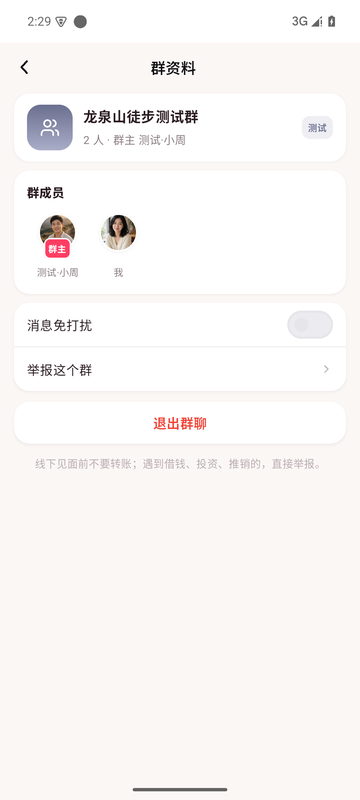 2:29
3G
群资料
龙泉山徒步测试群
2 人 · 群主 测试·小周
测试
群成员
群主
测试·小周
我
消息免打扰
举报这个群
退出群聊
线下见面前不要转账；遇到借钱、投资、推销的，直接举报。